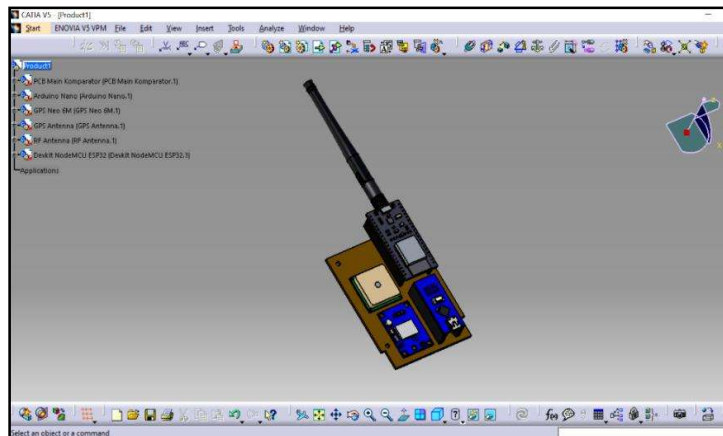 CATIA V5 - [Product1]
Start ENOVIA V5 VPM File Edit View Insert Tools Analyze Window Help
Product1
PCB Main Komperator (PCB Main Komperator.1)
Arduino Nano (Arduino Nano.1)
GPS Neo 6M (GPS Neo 6M.1)
GPS Antenna (GPS Antenna.1)
RF Antenna (RF Antenna.1)
Devkit NodeMCU ESP32 (Devkit NodeMCU ESP32.1)
Applications
Select an object or a command